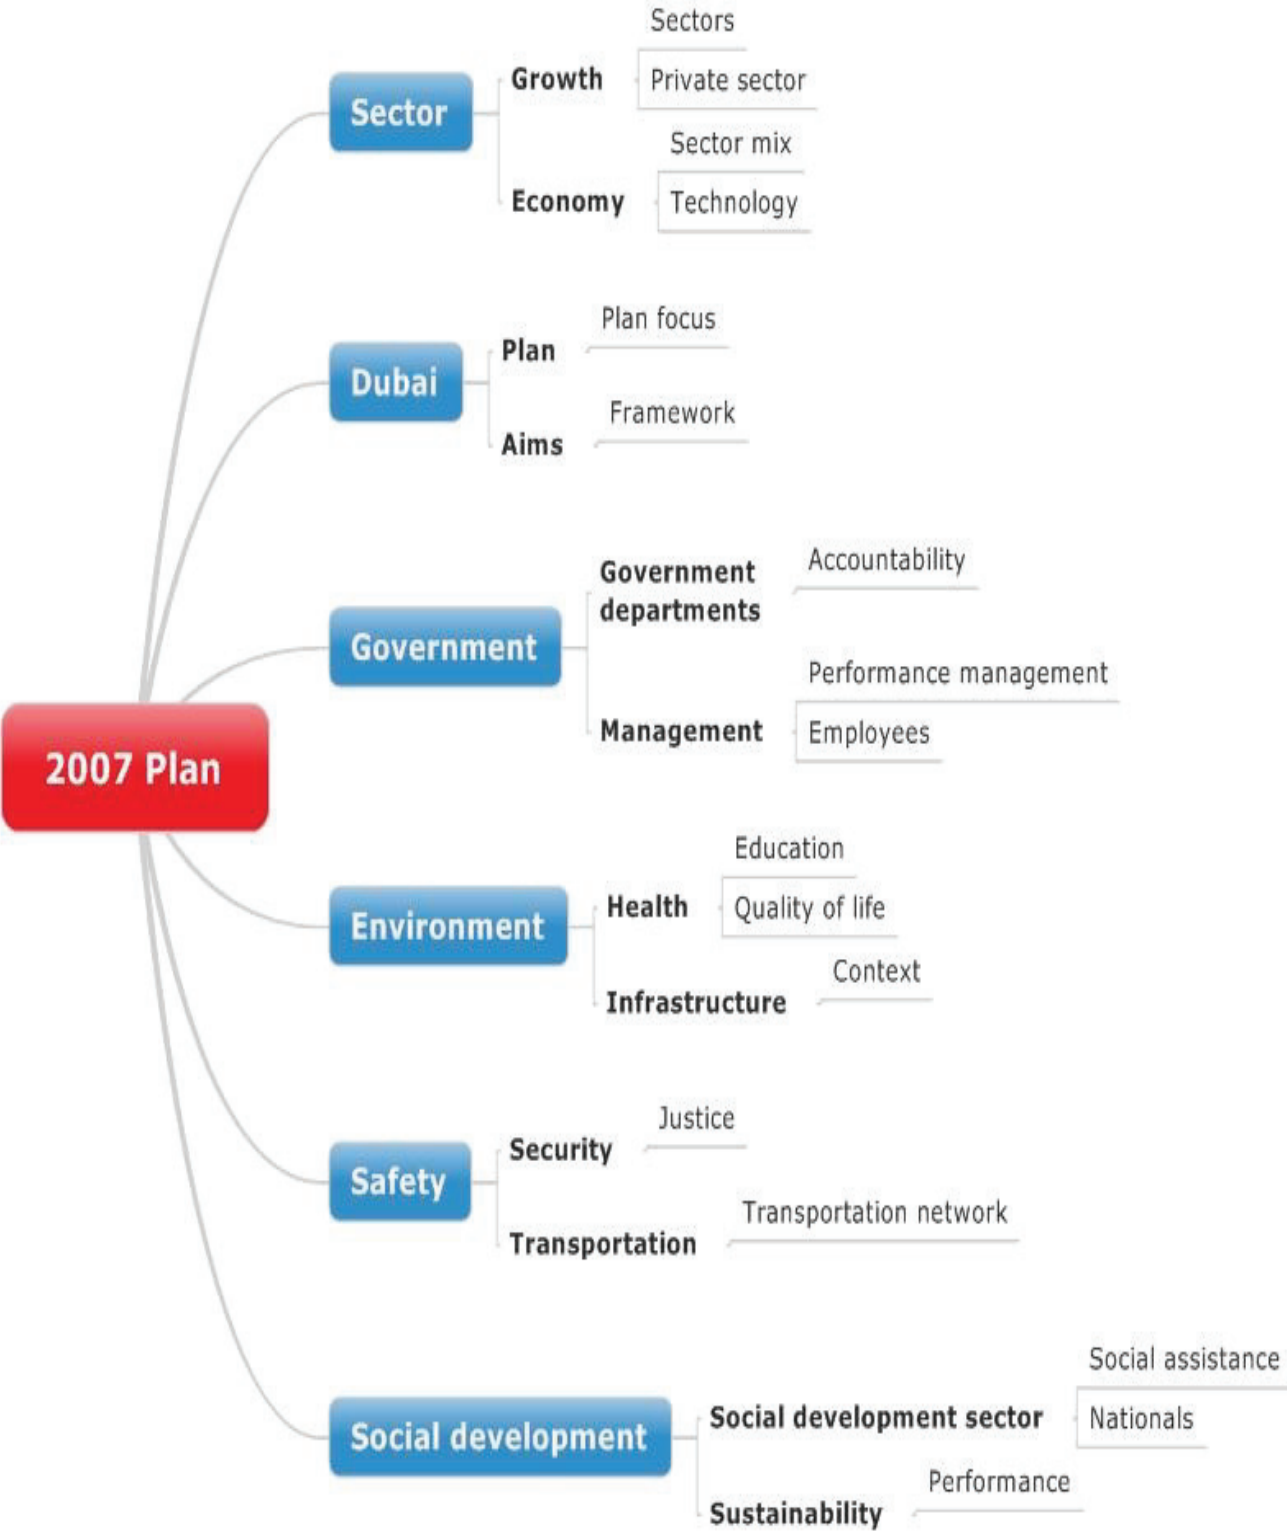 2007 Plan
Sector
Growth
Sectors
Private sector
Economy
Sector mix
Technology
Dubai
Plan
Plan focus
Aims
Framework
Government
Government
departments
Accountability
Management
Performance management
Employees
Environment
Health
Education
Quality of life
Infrastructure
Context
Safety
Security
Justice
Transportation
Transportation network
Social development
Social development sector
Social assistance
Nationals
Sustainability
Performance